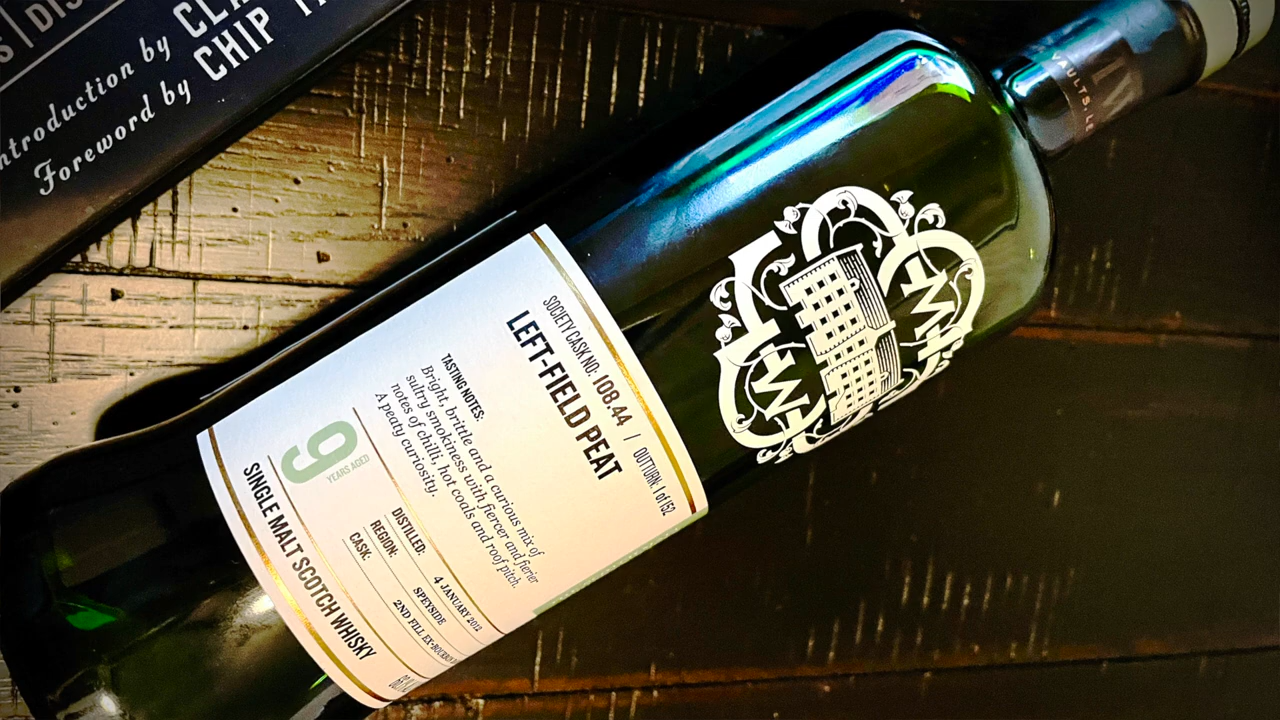 Introduction by
Foreword by CHIP
SOCIETY CASK NO. 108.44 / OUTTURN: 1 of 152
LEFT-FIELD PEAT
TASTING NOTES:
Bright, brittle and a curious mix of
sultry smokiness with fiercer and fierier
notes of chilli, hot coals and roof pitch.
A peaty curiosity.
9
YEARS AGED
DISTILLED: 4 JANUARY 2012
REGION: SPEYSIDE
CASK: 2ND FILL EX-BOURBON
SINGLE MALT SCOTCH WHISKY
VAULTS, LE